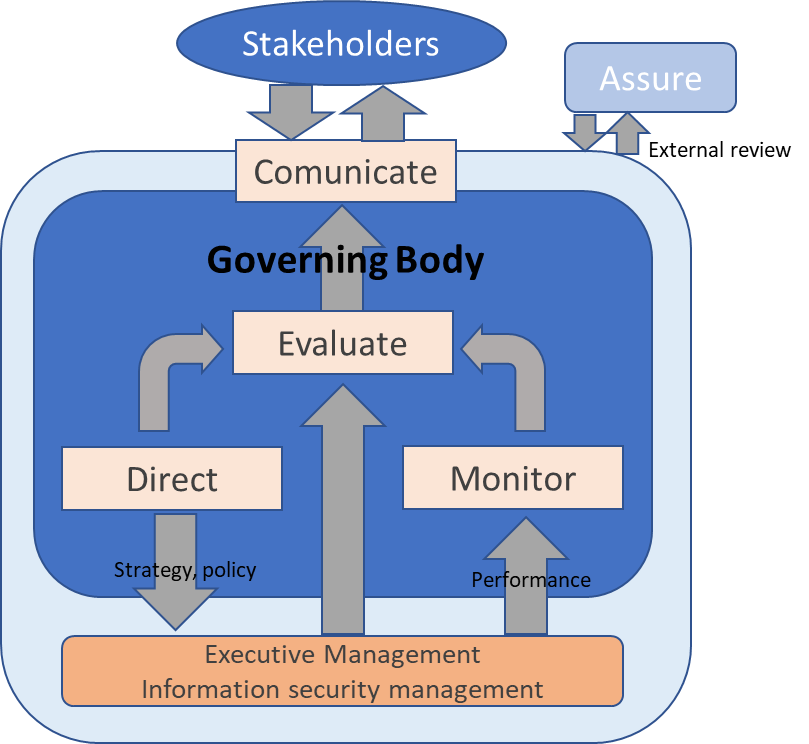 Stakeholders
Assure
External review
Comunicate
Governing Body
Evaluate
Direct
Monitor
Strategy, policy
Performance
Executive Management
Information security management